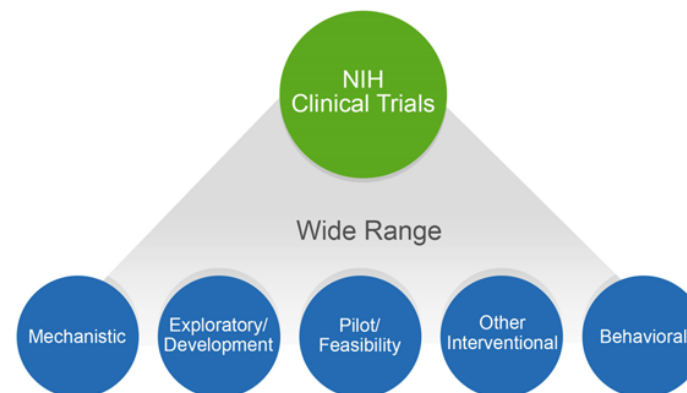 NIH
Clinical Trials
Wide Range
Mechanistic
Exploratory/
Development
Pilot/
Feasibility
Other
Interventional
Behavioral